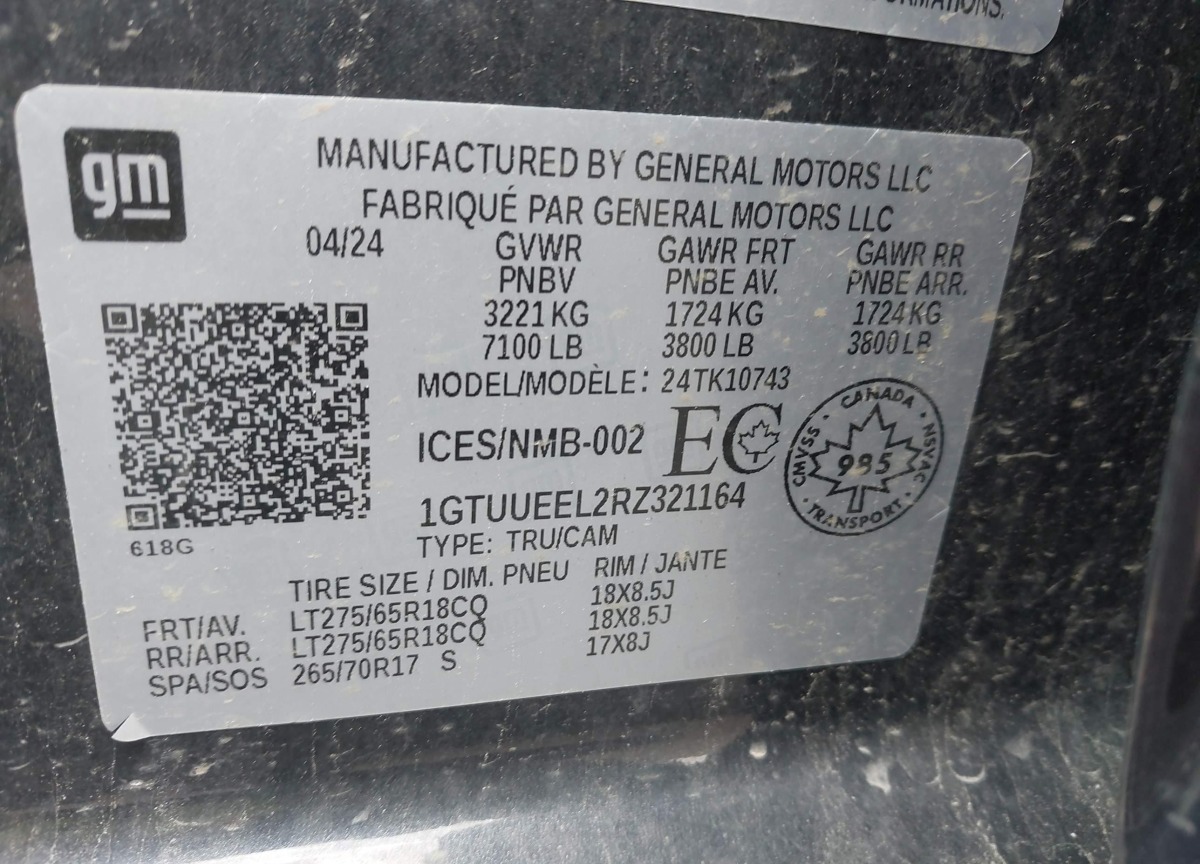 gm
MANUFACTURED BY GENERAL MOTORS LLC
FABRIQUÉ PAR GENERAL MOTORS LLC
04/24 GVWR GAWR FRT GAWR RR
PNBV PNBE AV. PNBE ARR.
3221 KG 1724 KG 1724 KG
7100 LB 3800 LB 3800 LB
MODEL/MODÈLE: 24TK10743
ICES/NMB-002 EC
CANADA
CMVSS 985 NSVAC
TRANSPORT
1GTUUEEL2RZ321164
618G
TYPE: TRU/CAM
TIRE SIZE / DIM. PNEU RIM / JANTE
FRT/AV. LT275/65R18CQ 18X8.5J
RR/ARR. LT275/65R18CQ 18X8.5J
SPA/SOS 265/70R17 S 17X8J